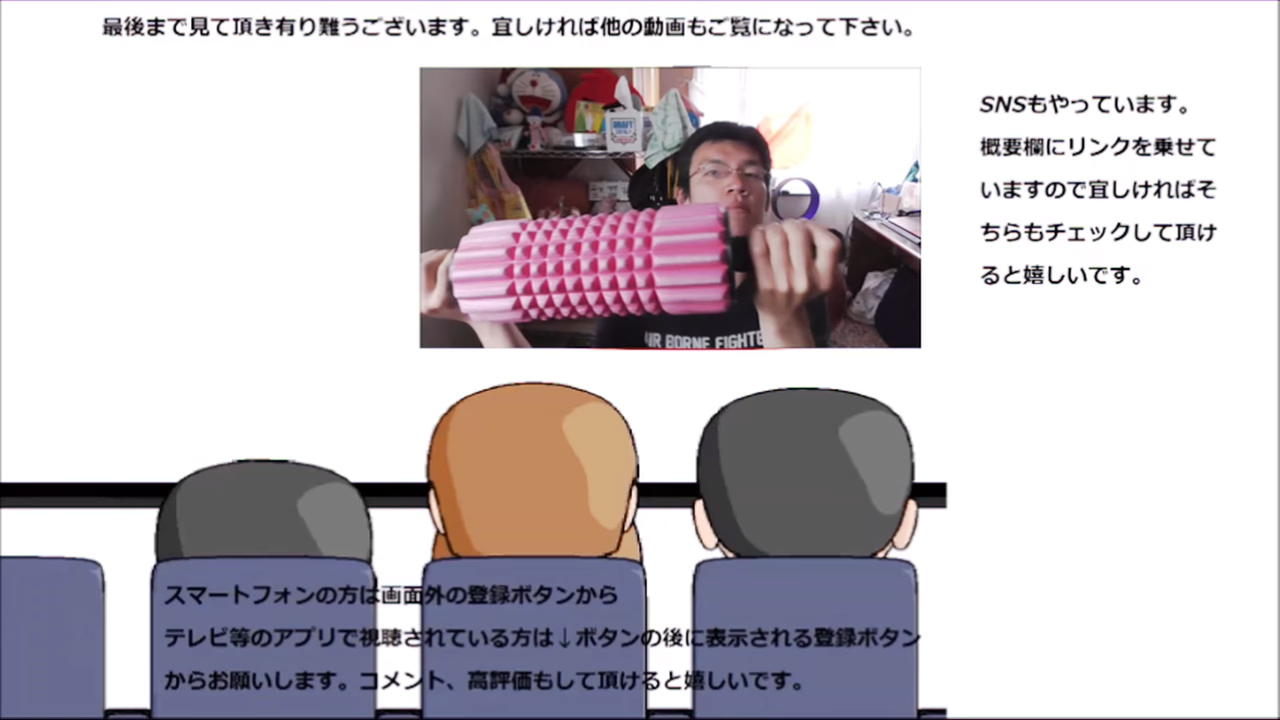 最後まで見て頂き有り難うございます。宜しければ他の動画もご覧になって下さい。
SNSもやっています。
概要欄にリンクを乗せて
いますので宜しければそ
ちらもチェックして頂け
ると嬉しいです。
AIR BORNE FIGHTE
スマートフォンの方は画面外の登録ボタンから
テレビ等のアプリで視聴されている方は↓ボタンの後に表示される登録ボタン
からお願いします。コメント、高評価もして頂けると嬉しいです。